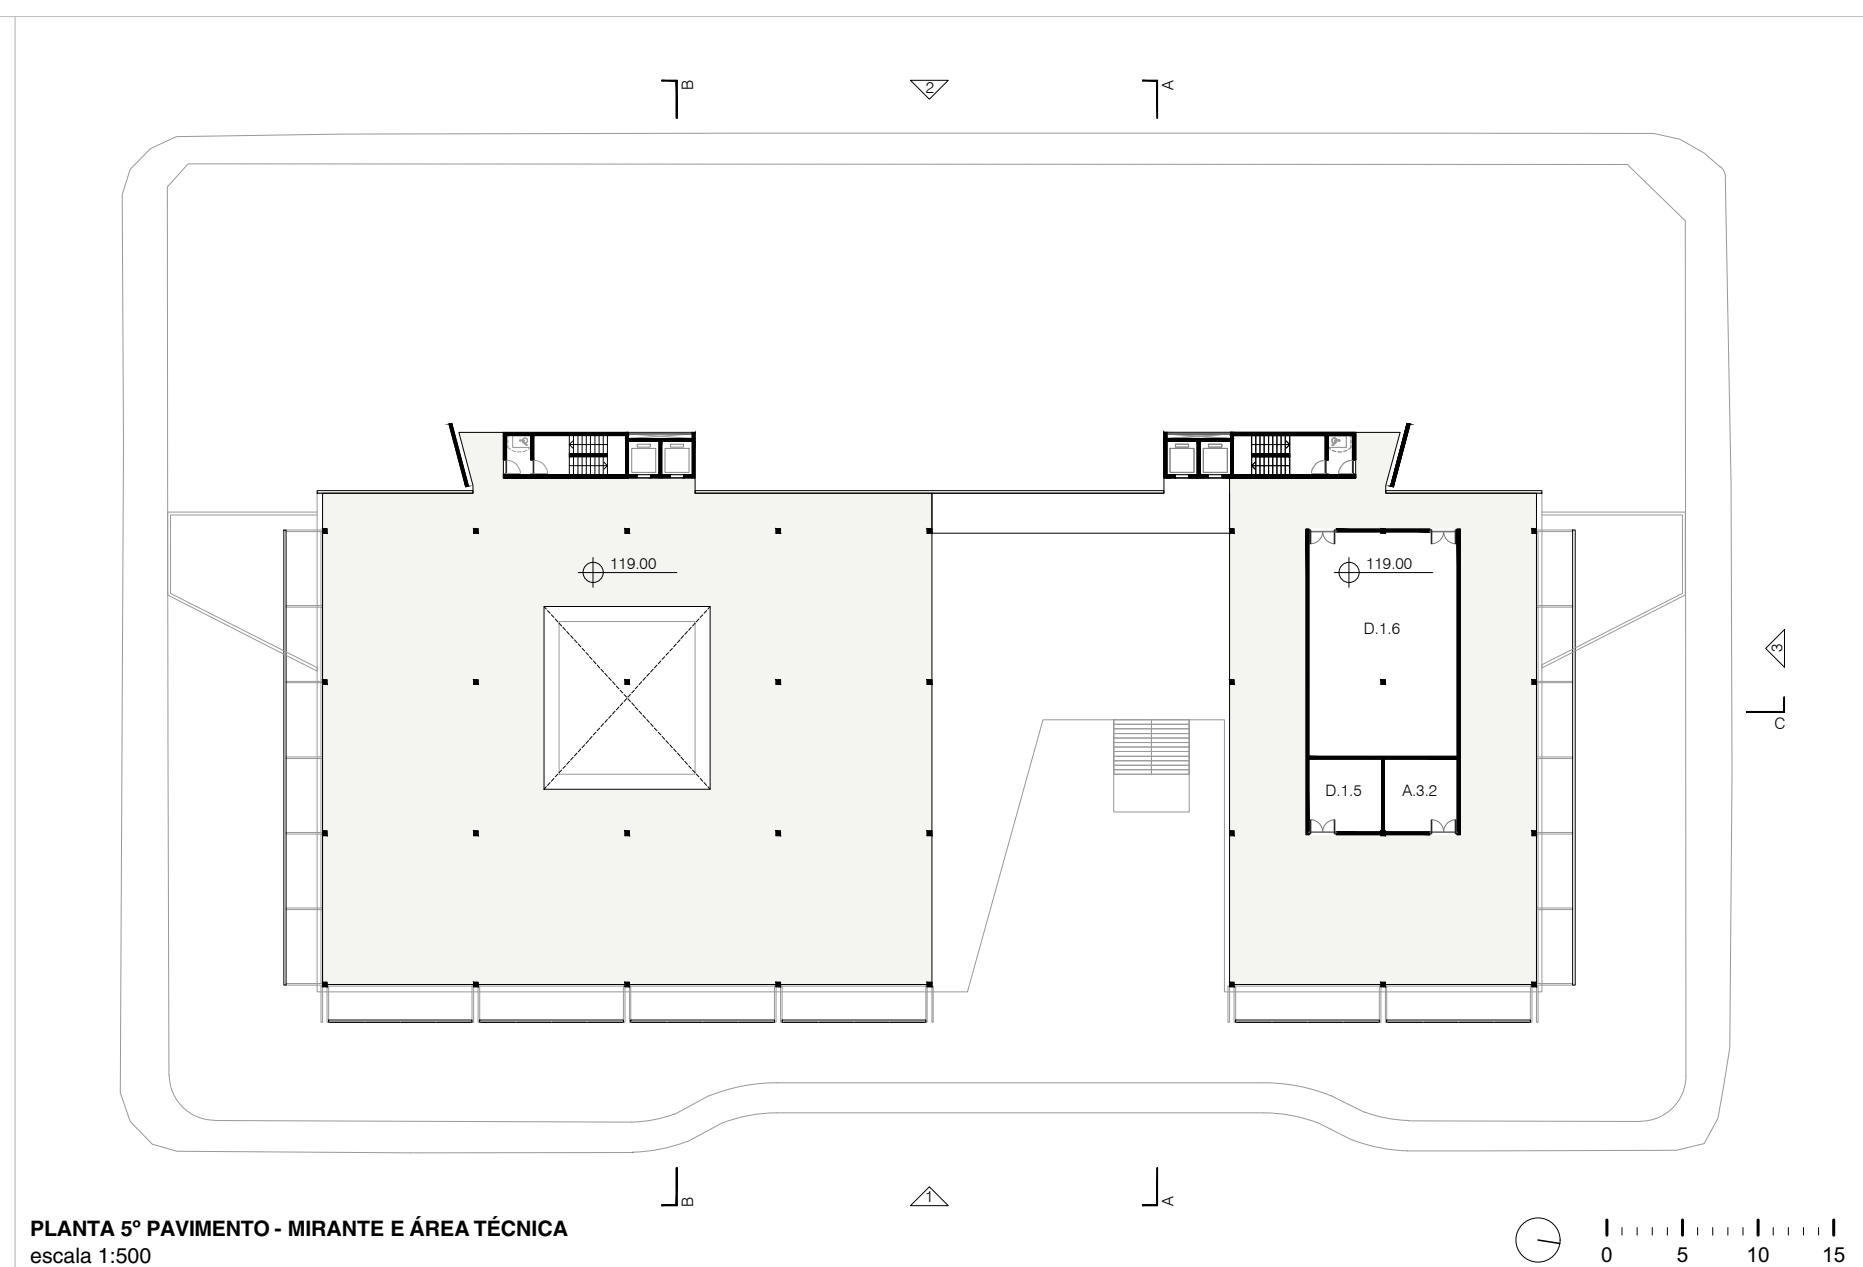 B
2
A
119.00
119.00
D.1.6
3
C
D.1.5
A.3.2
B
1
A
PLANTA 5º PAVIMENTO - MIRANTE E ÁREA TÉCNICA
escala 1:500
0 5 10 15